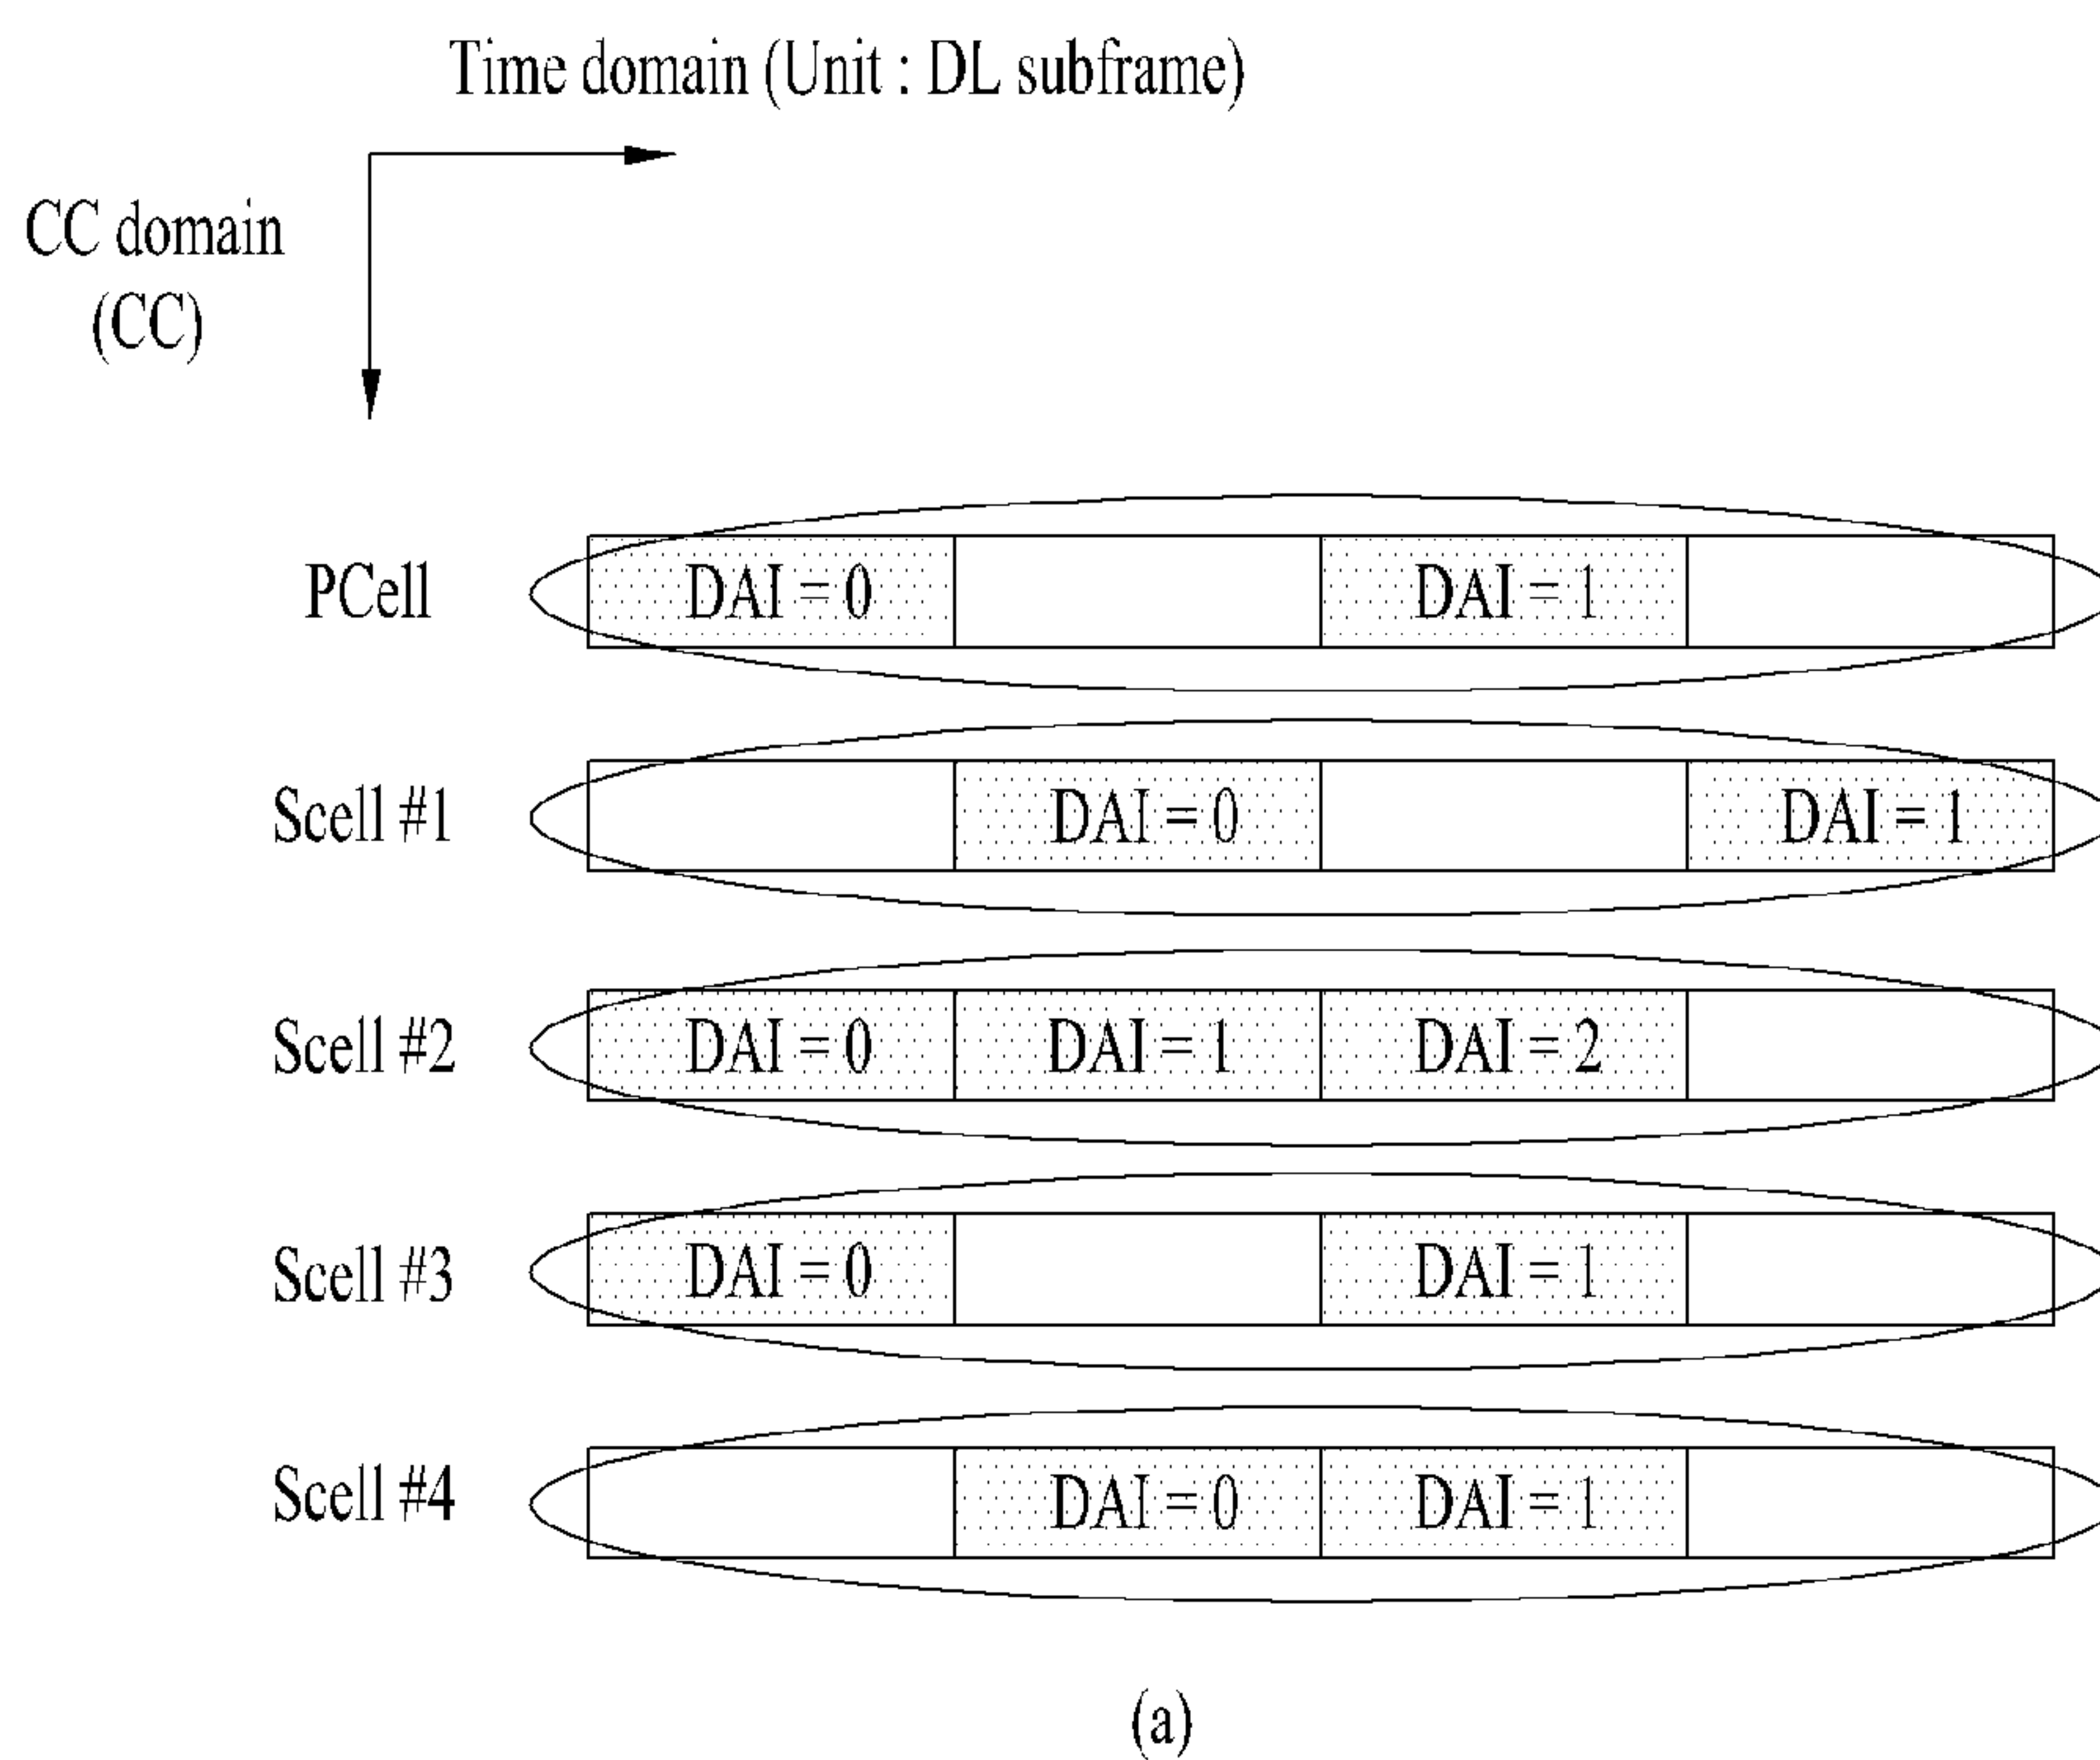 Time domain (Unit : DL subframe)
CC domain
(CC)
PCell DAI = 0 DAI = 1
Scell #1 DAI = 0 DAI = 1
Scell #2 DAI = 0 DAI = 1 DAI = 2
Scell #3 DAI = 0 DAI = 1
Scell #4 DAI = 0 DAI = 1
(a)